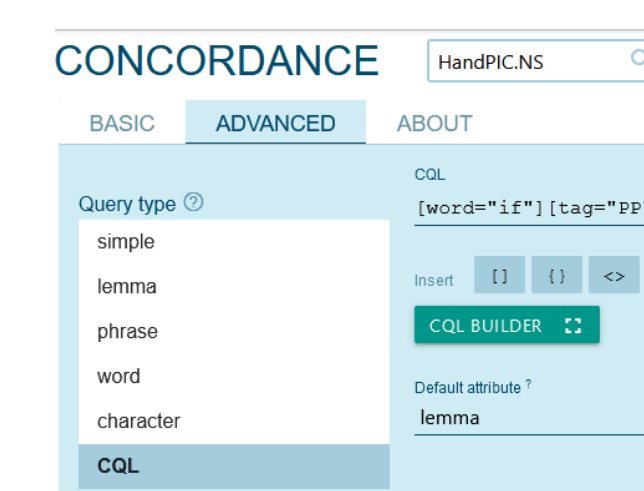 CONCORDANCE
HandPIC.NS
BASIC ADVANCED ABOUT
Query type ?
simple
lemma
phrase
word
character
CQL
CQL
[word="if"][tag="PP
Insert [] {} <>
CQL BUILDER
Default attribute ?
lemma